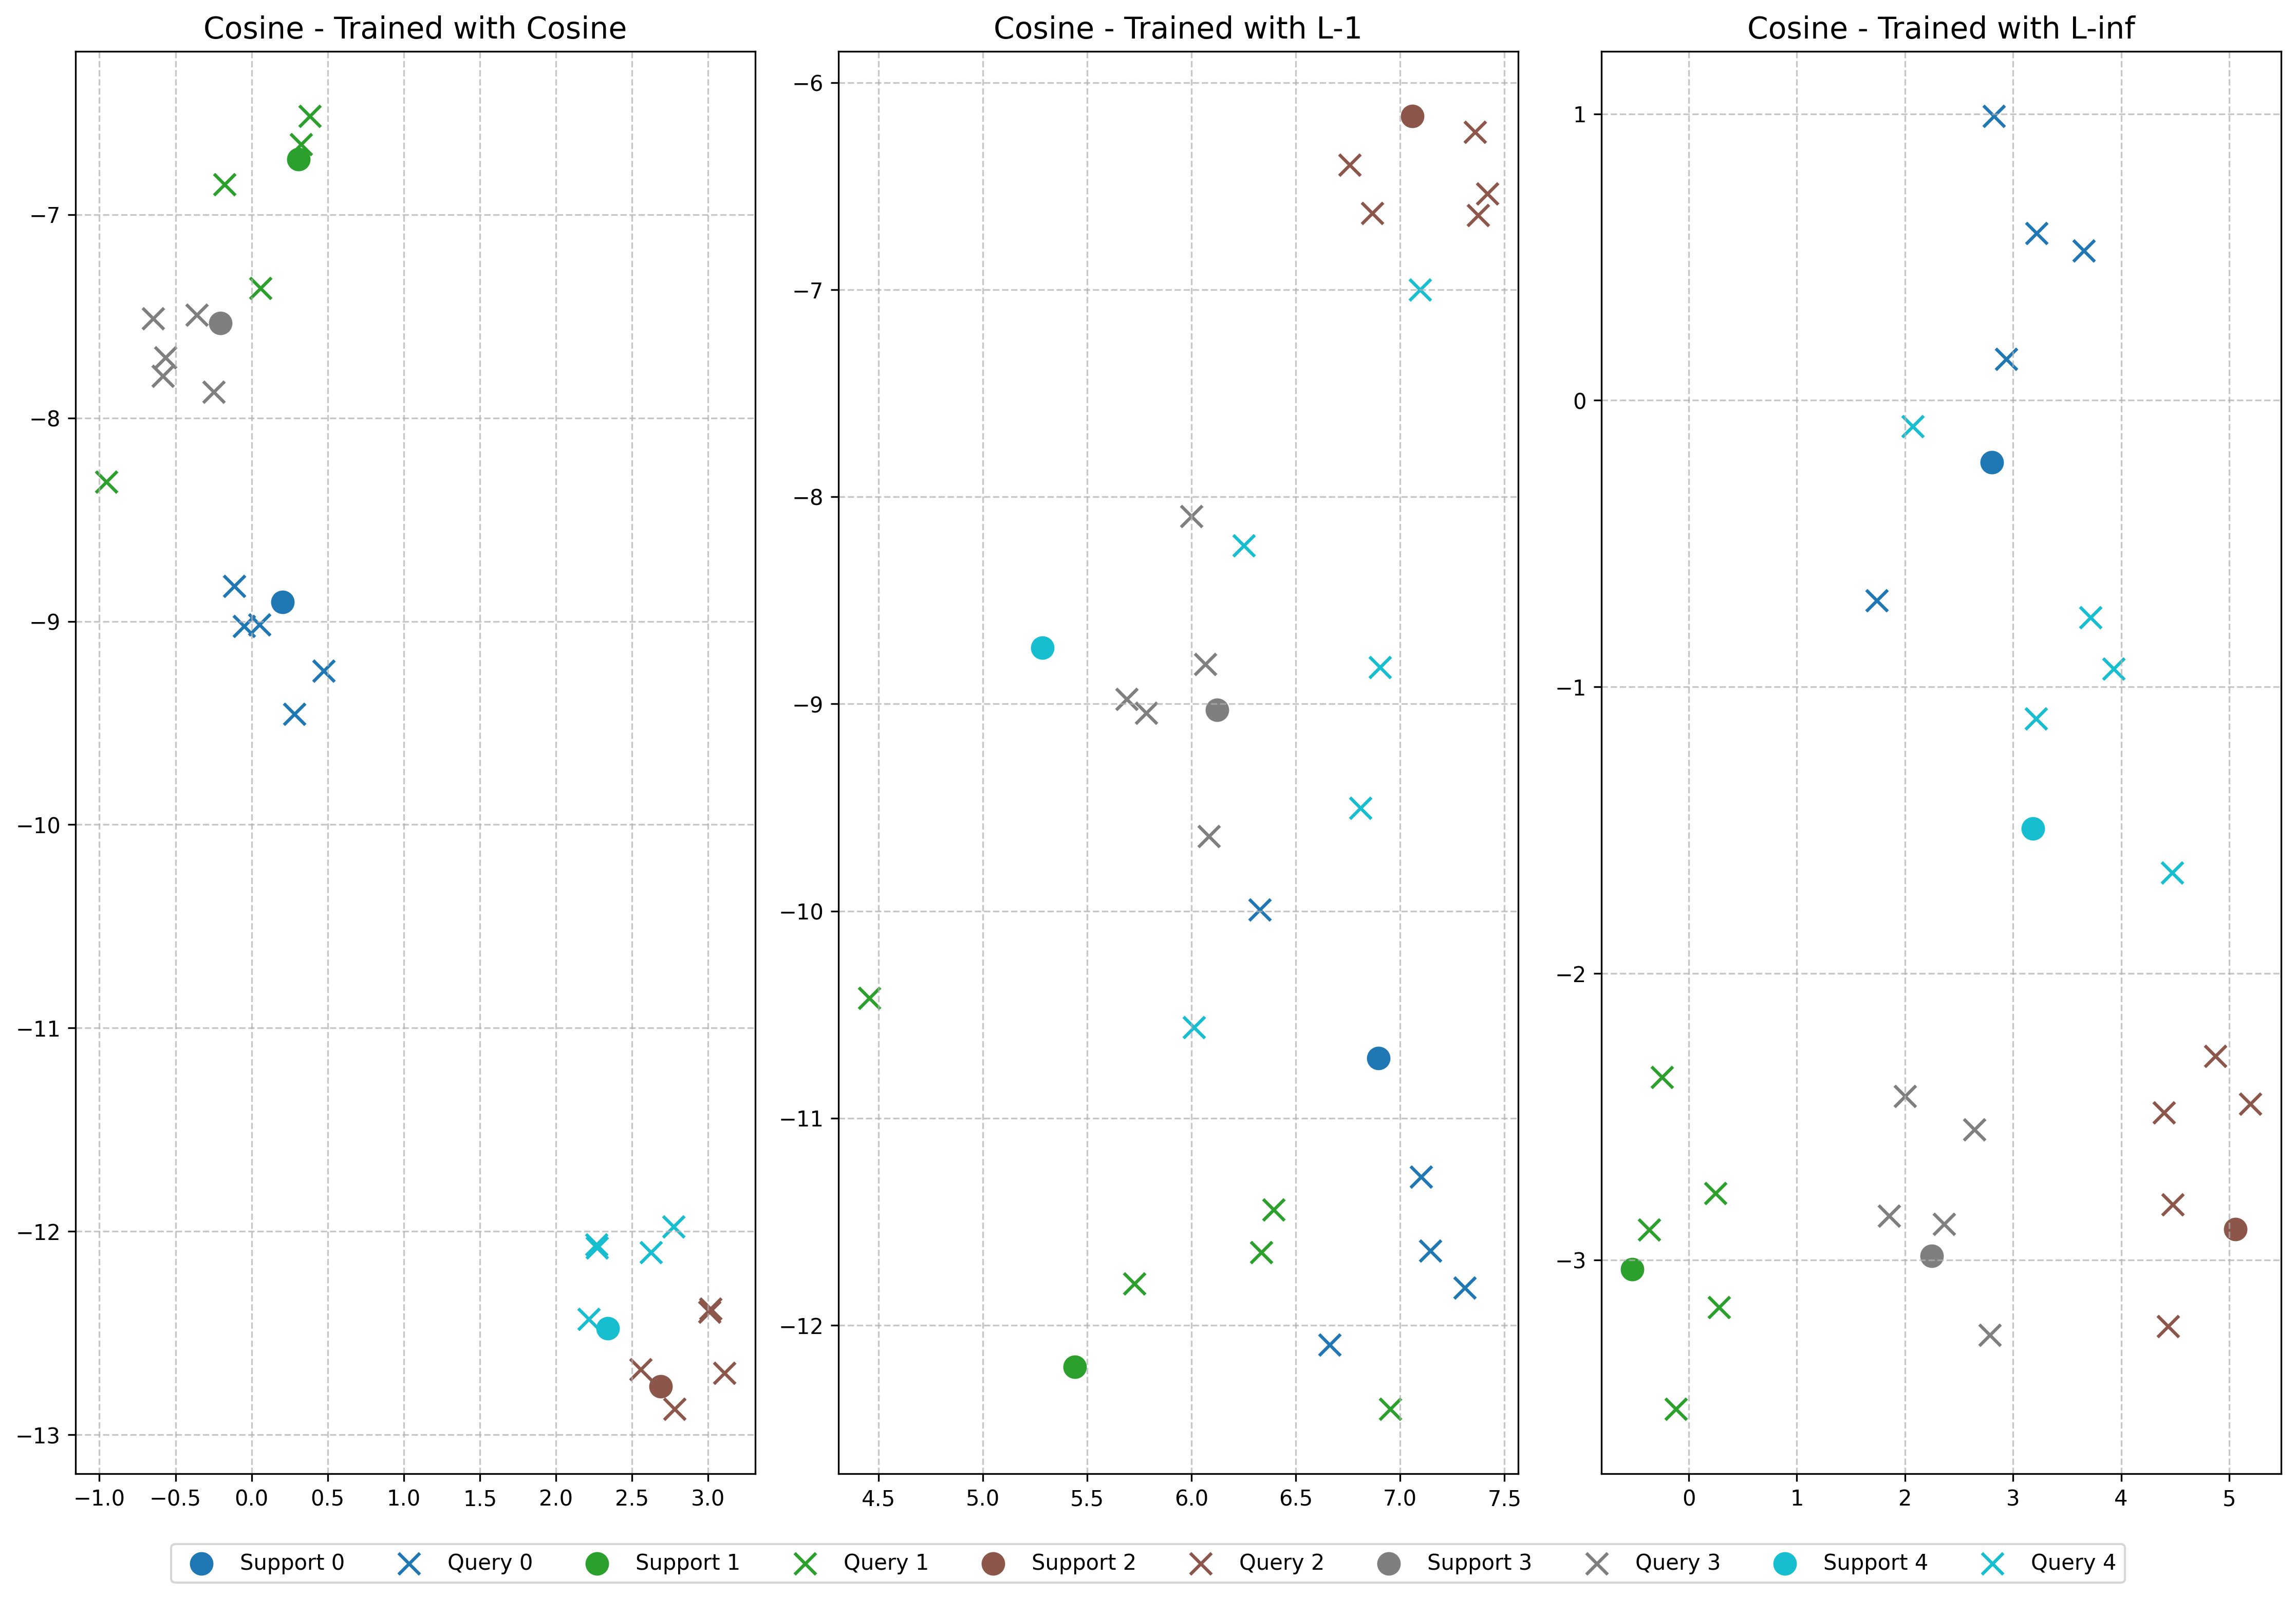 Cosine - Trained with Cosine
−7
−8
−9
−10
−11
−12
−13
−1.0 −0.5 0.0 0.5 1.0 1.5 2.0 2.5 3.0
Cosine - Trained with L-1
−6
−7
−8
−9
−10
−11
−12
4.5 5.0 5.5 6.0 6.5 7.0 7.5
Cosine - Trained with L-inf
1
0
−1
−2
−3
0 1 2 3 4 5
Support 0 Query 0 Support 1 Query 1 Support 2 Query 2 Support 3 Query 3 Support 4 Query 4